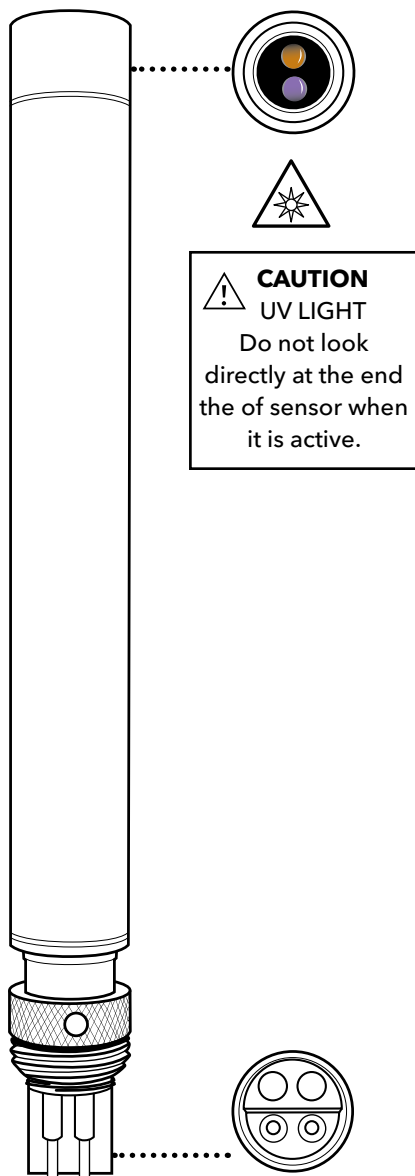 CAUTION
UV LIGHT
Do not look
directly at the end
the of sensor when
it is active.